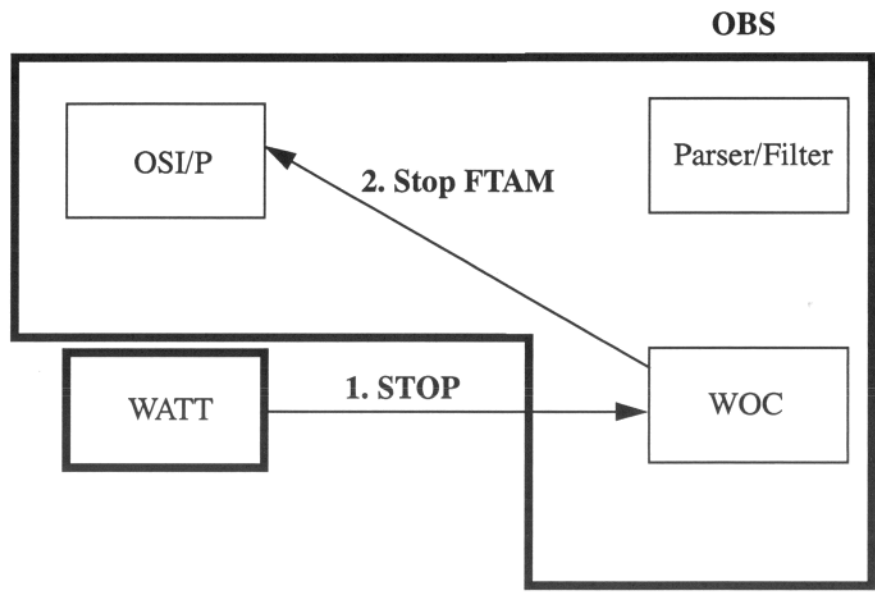 OBS
OSI/P
Parser/Filter
2. Stop FTAM
1. STOP
WATT
WOC